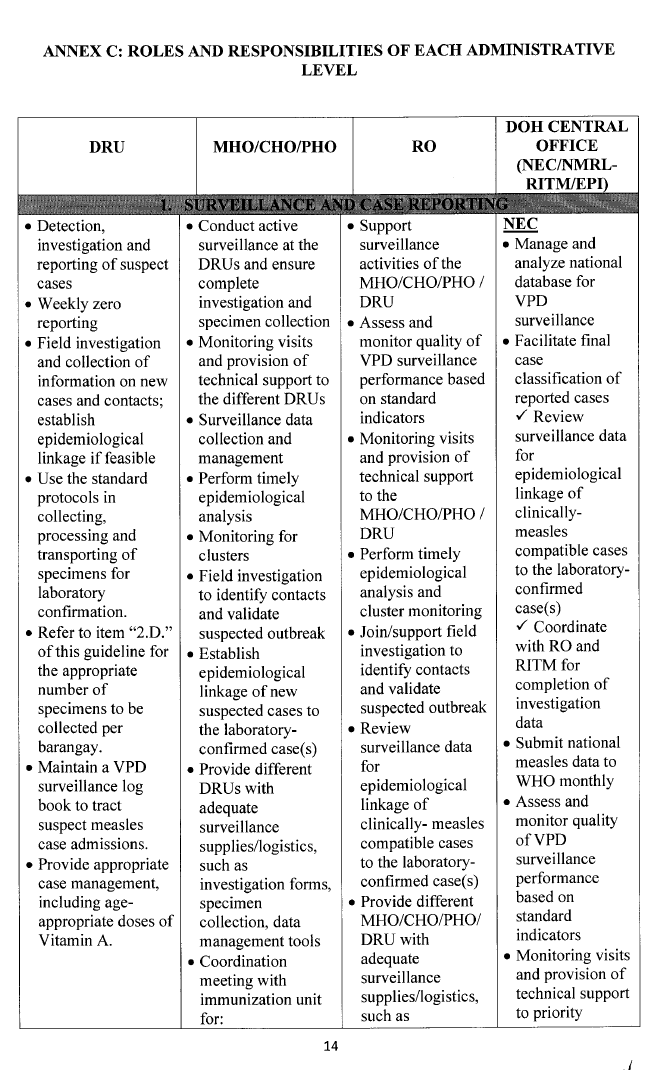 ANNEX C: ROLES AND RESPONSIBILITIES OF EACH ADMINISTRATIVE
LEVEL
DRU
MHO/CHO/PHO
RO
DOH CENTRAL
OFFICE
(NEC/NMRL-
RITM/EPI)
1. SURVEILLANCE AND CASE REPORTING
• Detection,
investigation and
reporting of suspect
cases
• Weekly zero
reporting
• Field investigation
and collection of
information on new
cases and contacts;
establish
epidemiological
linkage if feasible
• Use the standard
protocols in
collecting,
processing and
transporting of
specimens for
laboratory
confirmation.
• Refer to item “2.D.”
of this guideline for
the appropriate
number of
specimens to be
collected per
barangay.
• Maintain a VPD
surveillance log
book to tract
suspect measles
case admissions.
• Provide appropriate
case management,
including age-
appropriate doses of
Vitamin A.
• Conduct active
surveillance at the
DRUs and ensure
complete
investigation and
specimen collection
• Monitoring visits
and provision of
technical support to
the different DRUs
• Surveillance data
collection and
management
• Perform timely
epidemiological
analysis
• Monitoring for
clusters
• Field investigation
to identify contacts
and validate
suspected outbreak
• Establish
epidemiological
linkage of new
suspected cases to
the laboratory-
confirmed case(s)
• Provide different
DRUs with
adequate
surveillance
supplies/logistics,
such as
investigation forms,
specimen
collection, data
management tools
• Coordination
meeting with
immunization unit
for:
• Support
surveillance
activities of the
MHO/CHO/PHO /
DRU
• Assess and
monitor quality of
VPD surveillance
performance based
on standard
indicators
• Monitoring visits
and provision of
technical support
to the
MHO/CHO/PHO /
DRU
• Perform timely
epidemiological
analysis and
cluster monitoring
• Join/support field
investigation to
identify contacts
and validate
suspected outbreak
• Review
surveillance data
for
epidemiological
linkage of
clinically- measles
compatible cases
to the laboratory-
confirmed case(s)
• Provide different
MHO/CHO/PHO/
DRU with
adequate
surveillance
supplies/logistics,
such as
NEC
• Manage and
analyze national
database for
VPD
surveillance
• Facilitate final
case
classification of
reported cases
✓ Review
surveillance data
for
epidemiological
linkage of
clinically-
measles
compatible cases
to the laboratory-
confirmed
case(s)
✓ Coordinate
with RO and
RITM for
completion of
investigation
data
• Submit national
measles data to
WHO monthly
• Assess and
monitor quality
of VPD
surveillance
performance
based on
standard
indicators
• Monitoring visits
and provision of
technical support
to priority
14